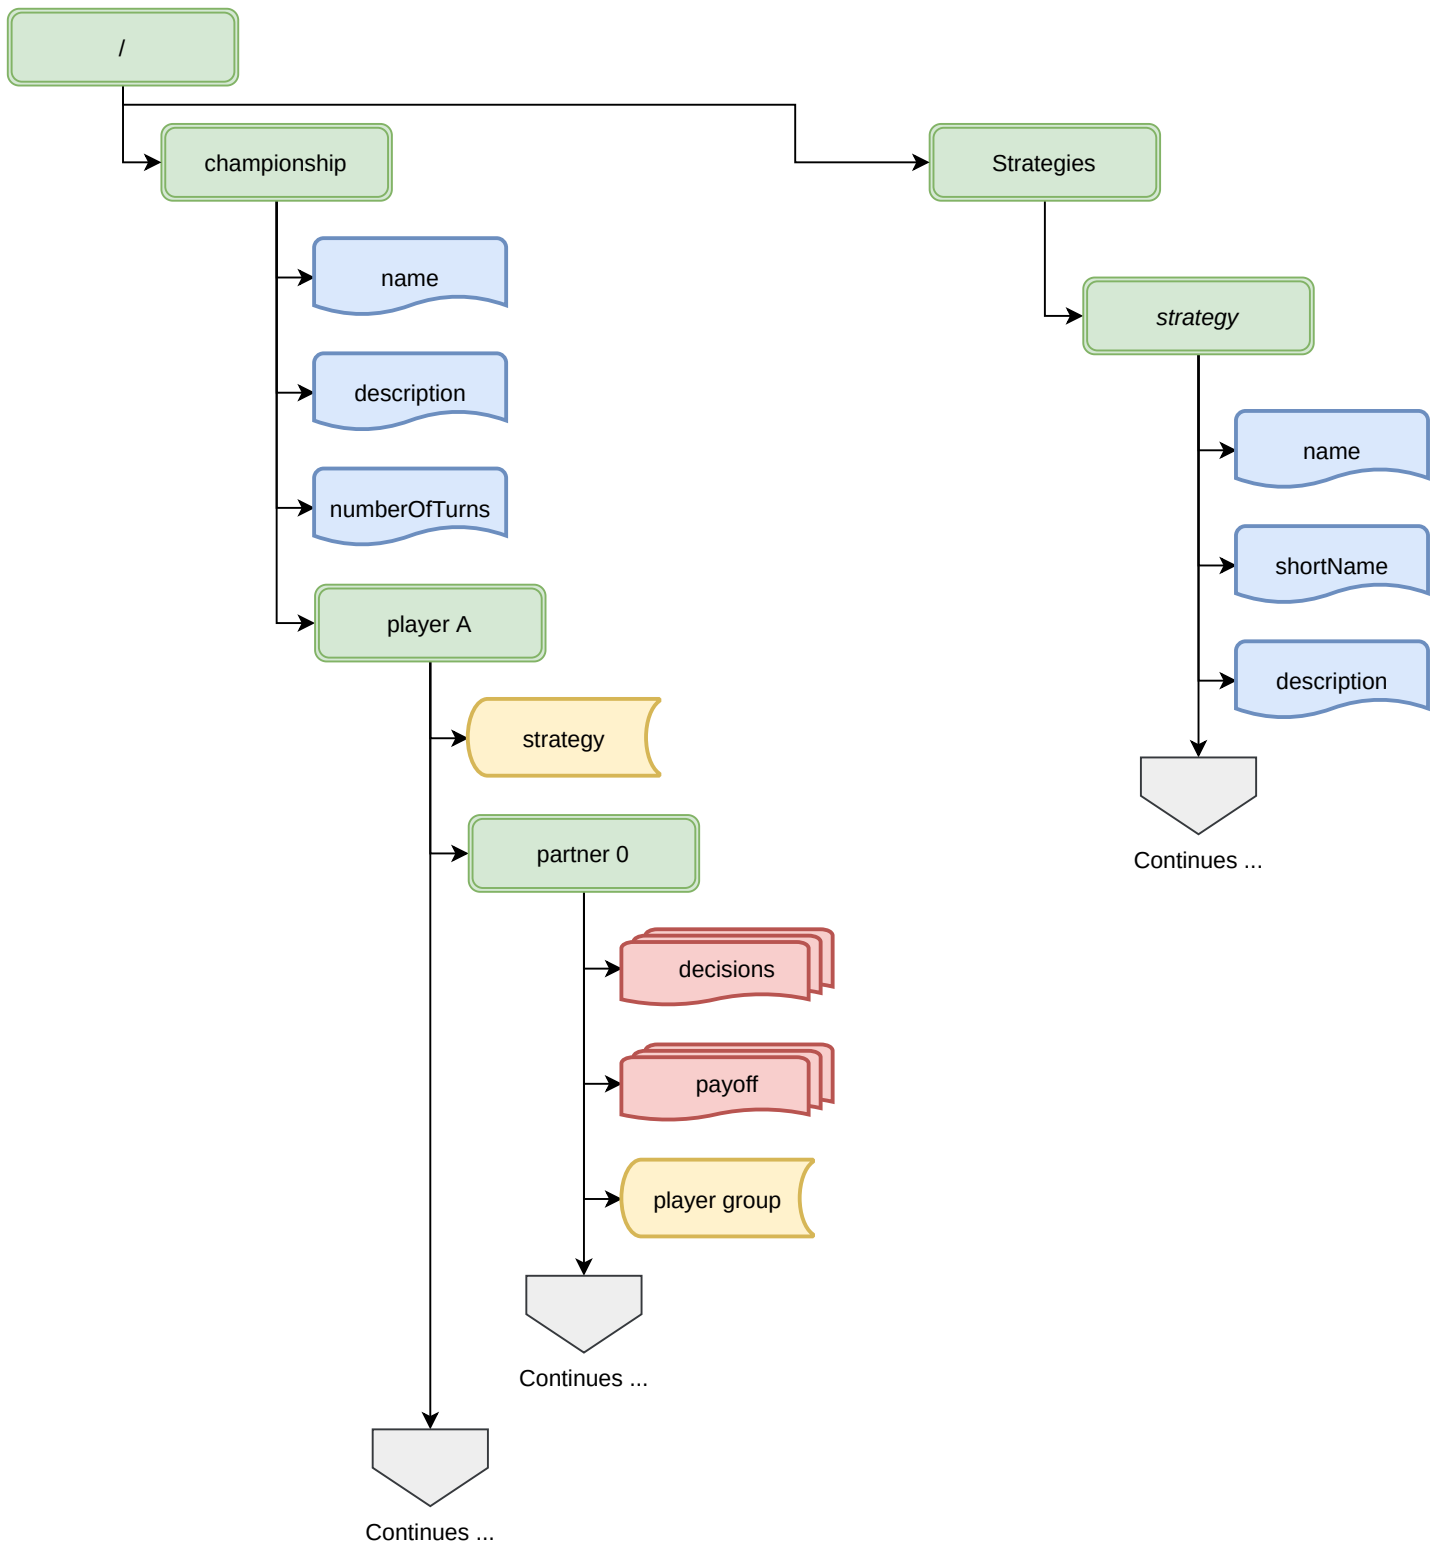 /
championship
Strategies
name
strategy
description
name
numberOfTurns
shortName
player A
description
strategy
partner 0
Continues ...
decisions
payoff
player group
Continues ...
Continues ...